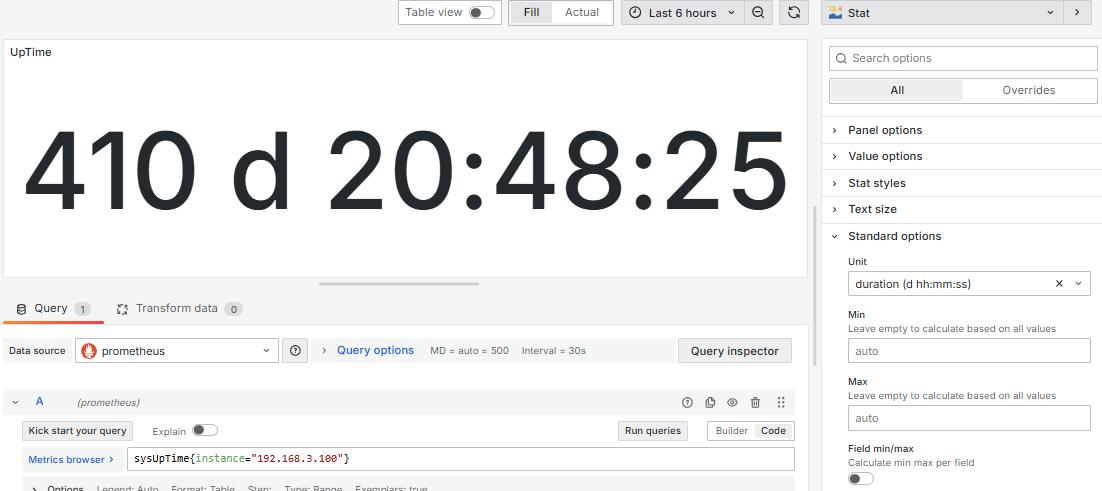 Table view
Fill
Actual
Last 6 hours
12.4
Stat
UpTime
410 d 20:48:25
Search options
All
Overrides
Panel options
Value options
Stat styles
Text size
Standard options
Unit
duration (d hh:mm:ss)
Min
Leave empty to calculate based on all values
auto
Max
Leave empty to calculate based on all values
auto
Field min/max
Calculate min max per field
Query 1
Transform data 0
Data source
prometheus
Query options MD = auto = 500 Interval = 30s
Query inspector
A (prometheus)
Kick start your query
Explain
Run queries
Builder
Code
Metrics browser >
sysUpTime{instance="192.168.3.100"}
Options Legend: Auto Format: Table Step: Type: Range Exemplars: true